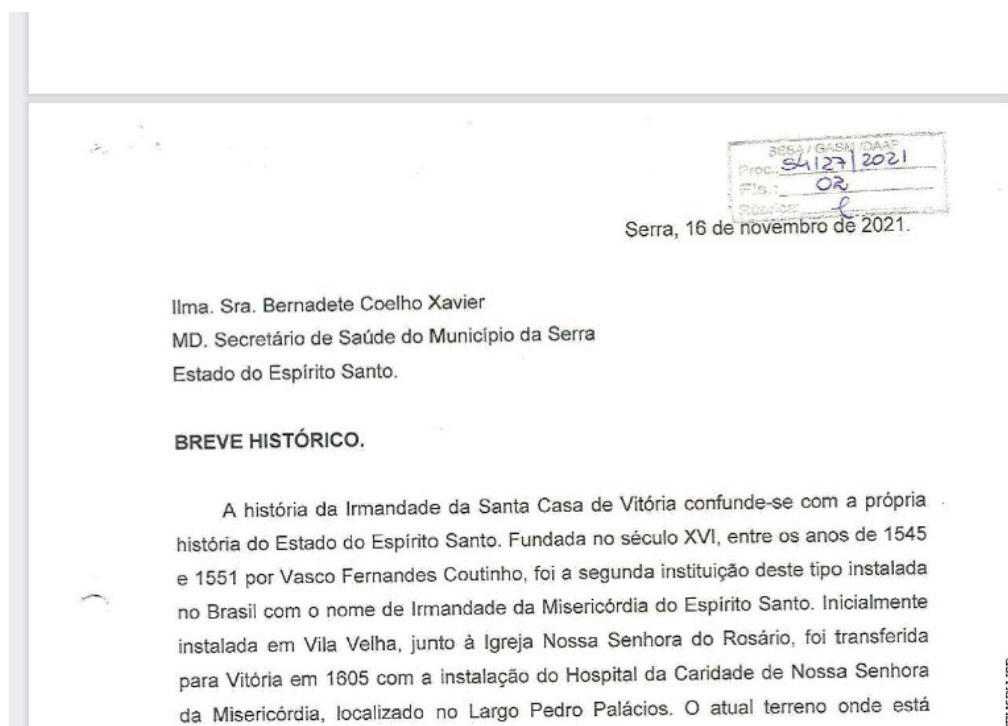 SESA / GASM / DAAP
Proc.: 54127/2021
Fls.: 02
Rúbrica:
Serra, 16 de novembro de 2021.
Ilma. Sra. Bernadete Coelho Xavier
MD. Secretário de Saúde do Município da Serra
Estado do Espírito Santo.
BREVE HISTÓRICO.
A história da Irmandade da Santa Casa de Vitória confunde-se com a própria
história do Estado do Espírito Santo. Fundada no século XVI, entre os anos de 1545
e 1551 por Vasco Fernandes Coutinho, foi a segunda instituição deste tipo instalada
no Brasil com o nome de Irmandade da Misericórdia do Espírito Santo. Inicialmente
instalada em Vila Velha, junto à Igreja Nossa Senhora do Rosário, foi transferida
para Vitória em 1605 com a instalação do Hospital da Caridade de Nossa Senhora
da Misericórdia, localizado no Largo Pedro Palácios. O atual terreno onde está